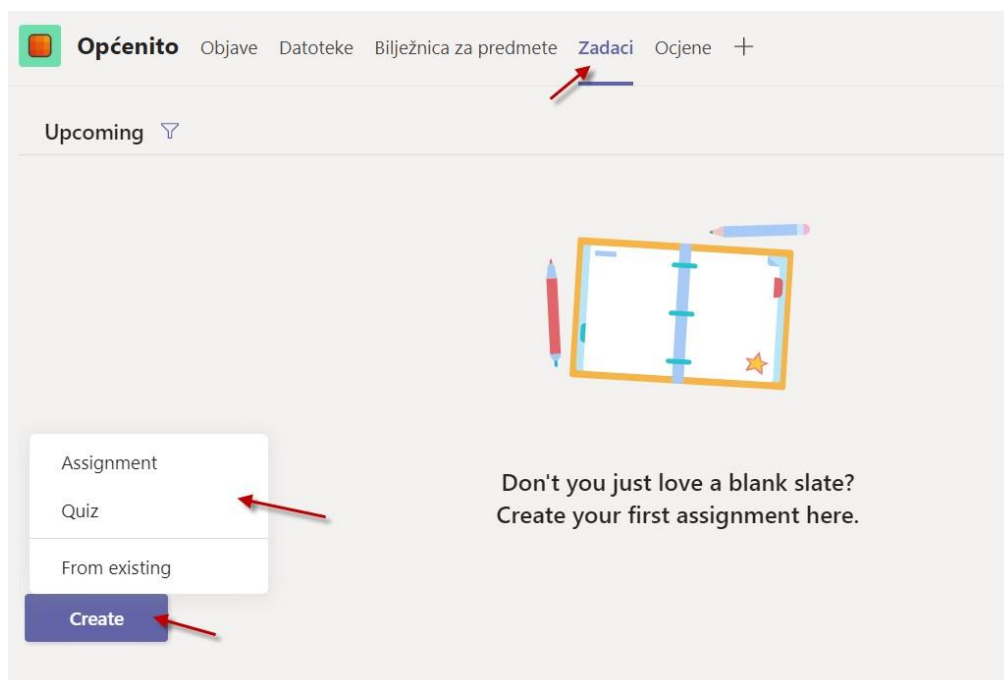 Općenito Objave Datoteke Bilježnica za predmete Zadaci Ocjene +
Upcoming
Don't you just love a blank slate?
Create your first assignment here.
Assignment
Quiz
From existing
Create